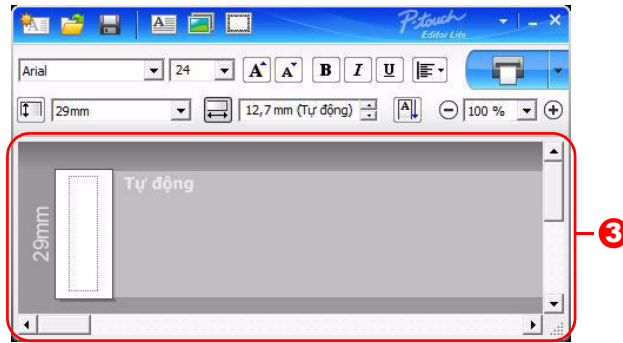 P-touch
Editor Lite
Arial 24 A A B I U
29mm 12,7 mm (Tự động) A 100 %
Tự động
29mm
3